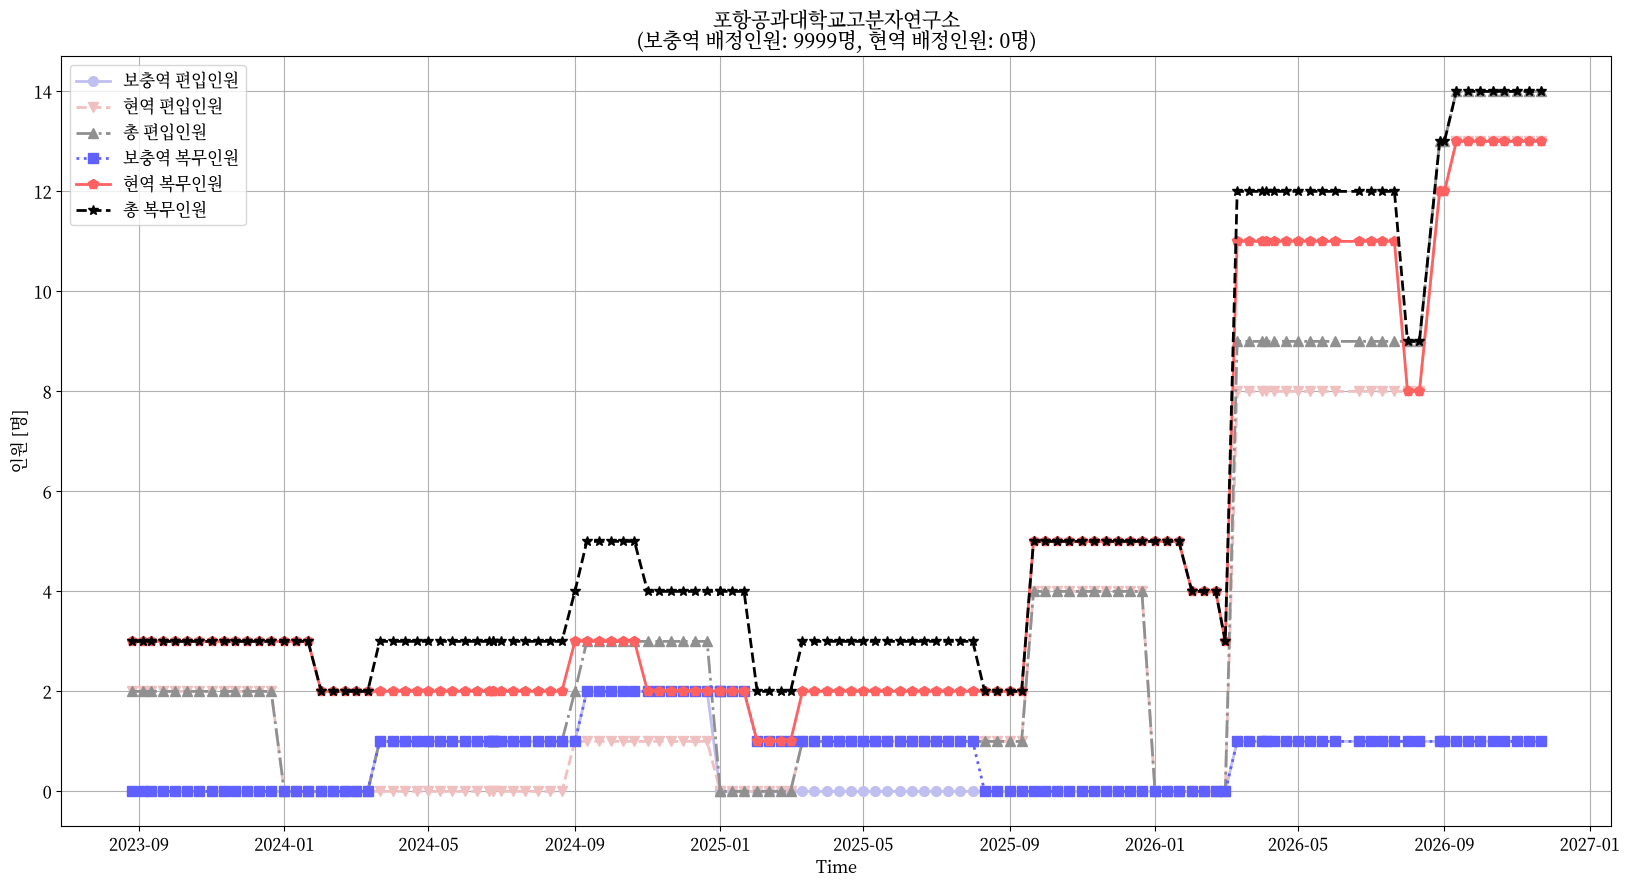 포항공과대학교고분자연구소
(보충역 배정인원: 9999명, 현역 배정인원: 0명)
보충역 편입인원
현역 편입인원
총 편입인원
보충역 복무인원
현역 복무인원
총 복무인원
인원 [명]
14
12
10
8
6
4
2
0
2023-09
2024-01
2024-05
2024-09
2025-01
2025-05
2025-09
2026-01
2026-05
2026-09
2027-01
Time